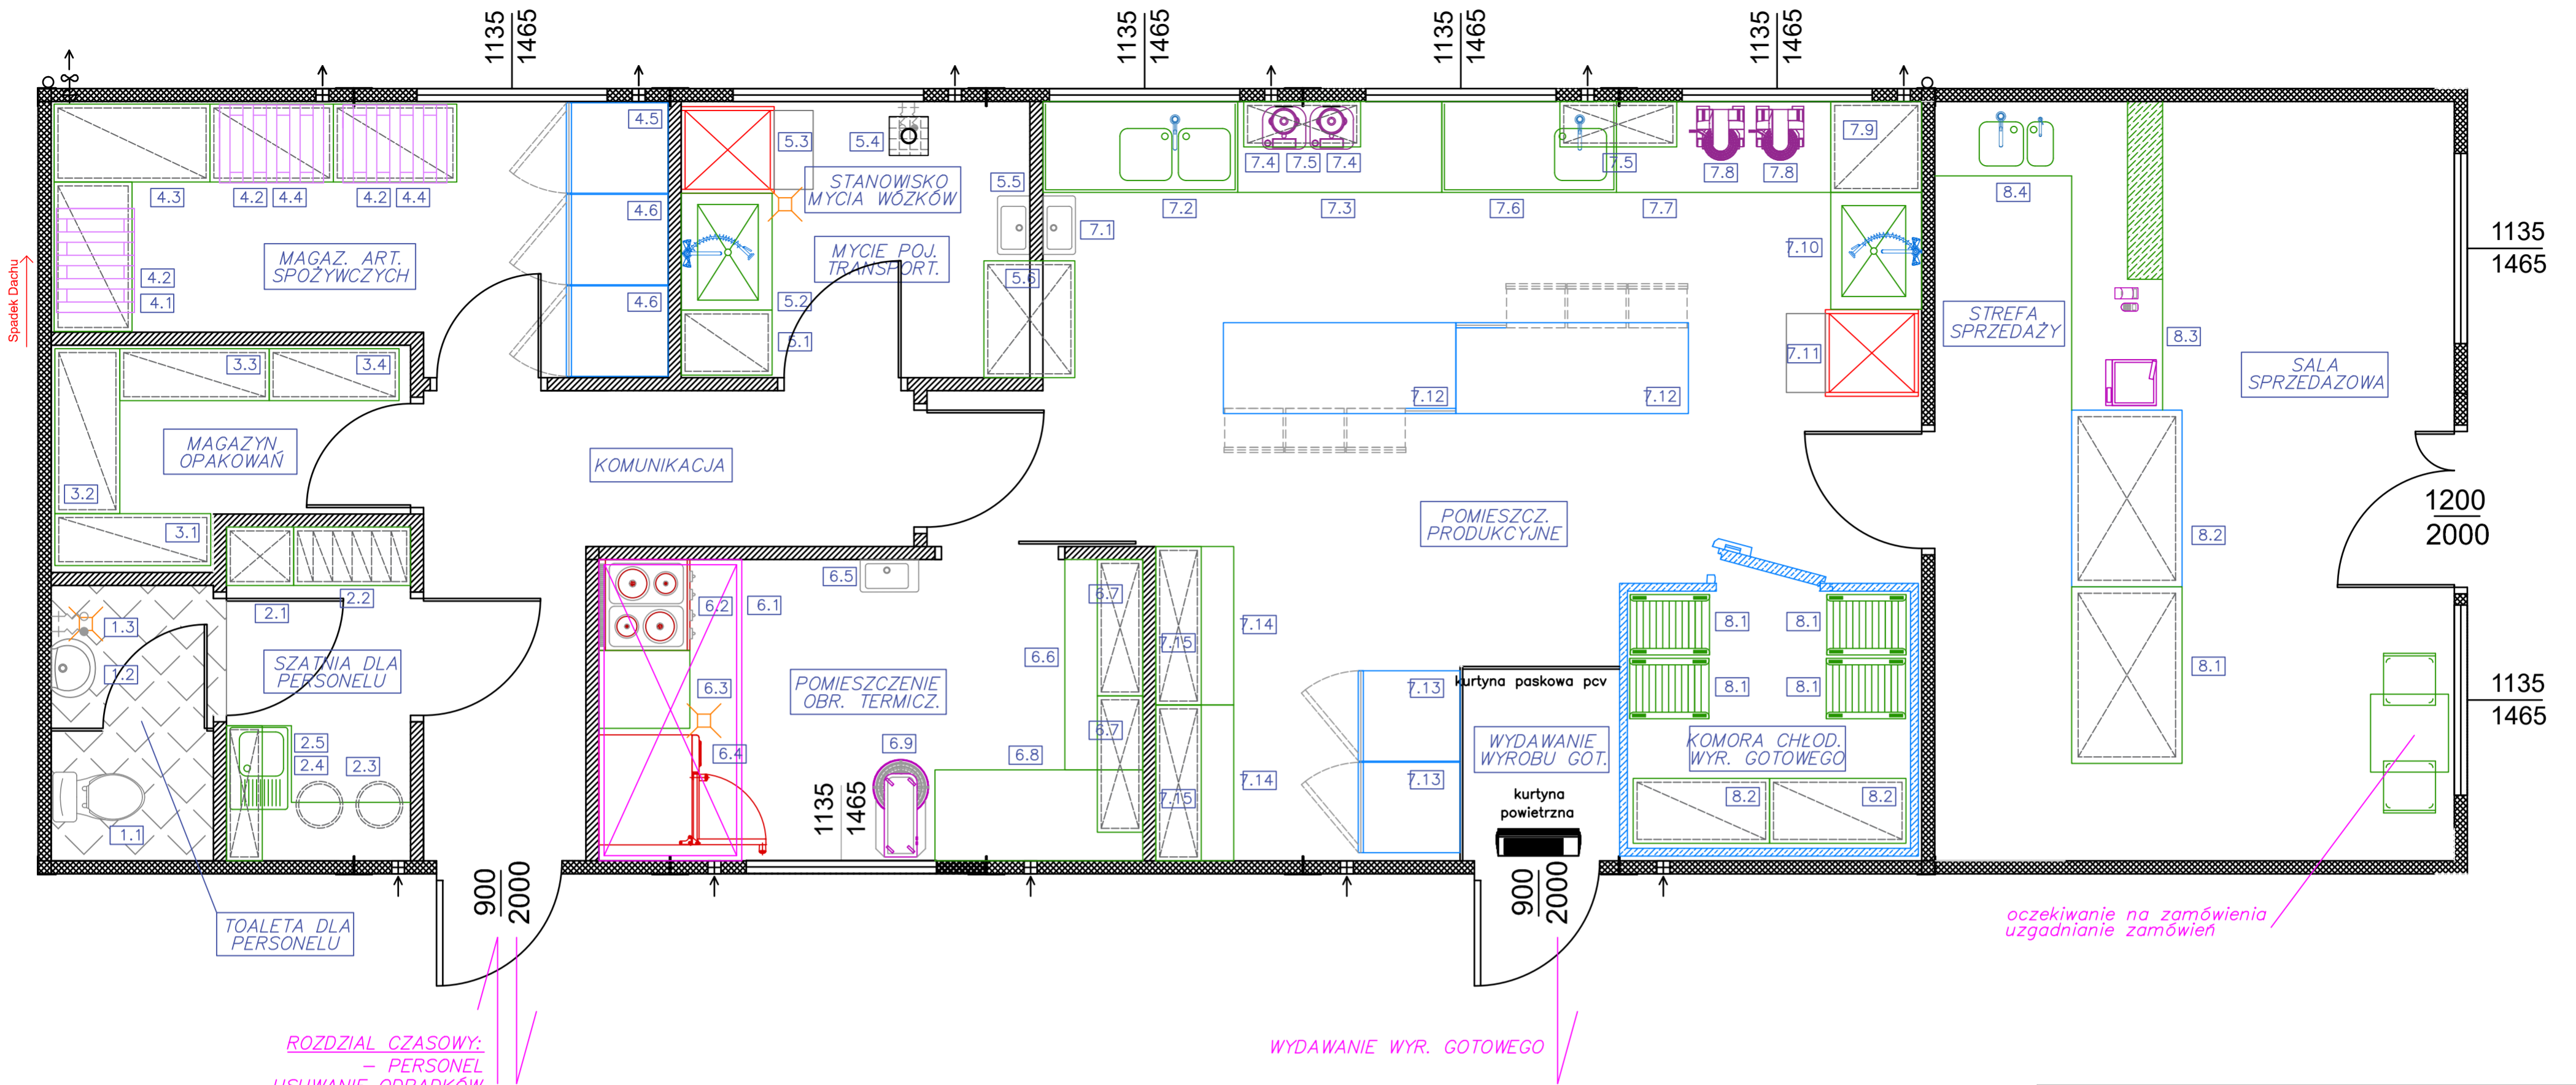 1135
1465
1135
1465
1135
1465
1135
1465
Spadek Dachu
4.3
4.2
4.4
4.2
4.4
4.5
4.6
4.6
4.2
4.1
MAGAZ. ART.
SPOŻYWCZYCH
5.3
5.4
STANOWISKO
MYCIA WÓZKÓW
5.5
MYCIE POJ.
TRANSPORT.
5.2
5.1
5.6
7.1
7.2
7.3
7.4
7.5
7.4
7.5
7.6
7.7
7.8
7.8
7.9
7.10
7.11
7.12
7.12
8.4
STREFA
SPRZEDAŻY
8.3
SALA
SPRZEDAZOWA
1135
1465
3.3
3.4
MAGAZYN
OPAKOWAŃ
3.2
3.1
KOMUNIKACJA
POMIESZCZ.
PRODUKCYJNE
8.2
8.1
1200
2000
2.2
2.1
1.3
1.2
SZATNIA DLA
PERSONELU
2.5
2.4
2.3
1.1
6.5
6.2
6.1
6.3
6.4
POMIESZCZENIE
OBR. TERMICZ.
6.7
6.6
6.7
6.8
6.9
1135
1465
7.15
7.14
7.15
7.14
7.13
7.13
kurtyna paskowa pcv
WYDAWANIE
WYROBU GOT.
kurtyna
powietrzna
8.1
8.1
8.1
8.1
KOMORA CHŁOD.
WYR. GOTOWEGO
8.2
8.2
1135
1465
900
2000
900
2000
TOALETA DLA
PERSONELU
oczekiwanie na zamówienia
uzgadnianie zamówień
ROZDZIAL CZASOWY:
– PERSONEL
USUWANIE ODPADKÓW
WYDAWANIE WYR. GOTOWEGO